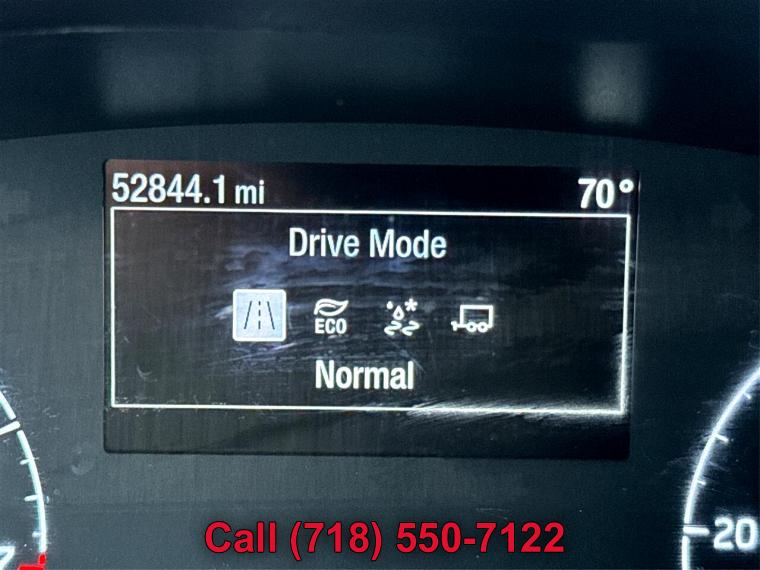 52844.1 mi 70°
Drive Mode
ECO
Normal
20
Call (718) 550-7122